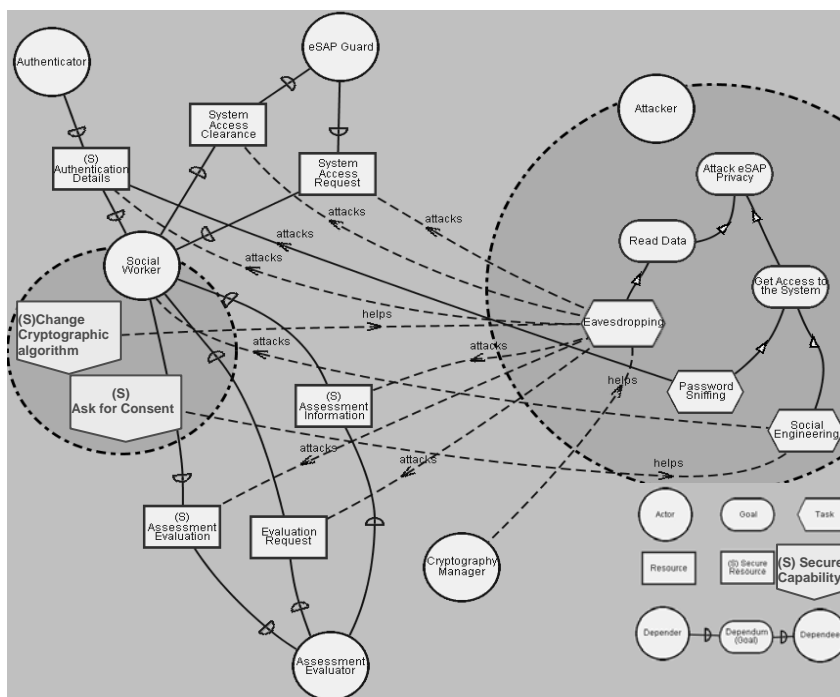 Authenticator
eSAP Guard
System
Access
Clearance
(S)
Authentication
Details
System
Access
Request
Attacker
Attack eSAP
Privacy
Read Data
Get Access to
the System
attacks
attacks
attacks
attacks
Social
Worker
(S)Change
Cryptographic
algorithm
helps
Eavesdropping
attacks
attacks
(S)
Ask for Consent
(S)
Assessment
Information
helps
Password
Sniffing
Social
Engineering
attacks
attacks
helps
(S)
Assessment
Evaluation
Evaluation
Request
Cryptography
Manager
Assessment
Evaluator
Actor
Goal
Task
Resource
(S) Secure
Resource
(S) Secure
Capability
Depender
Dependum
(Goal)
Dependee